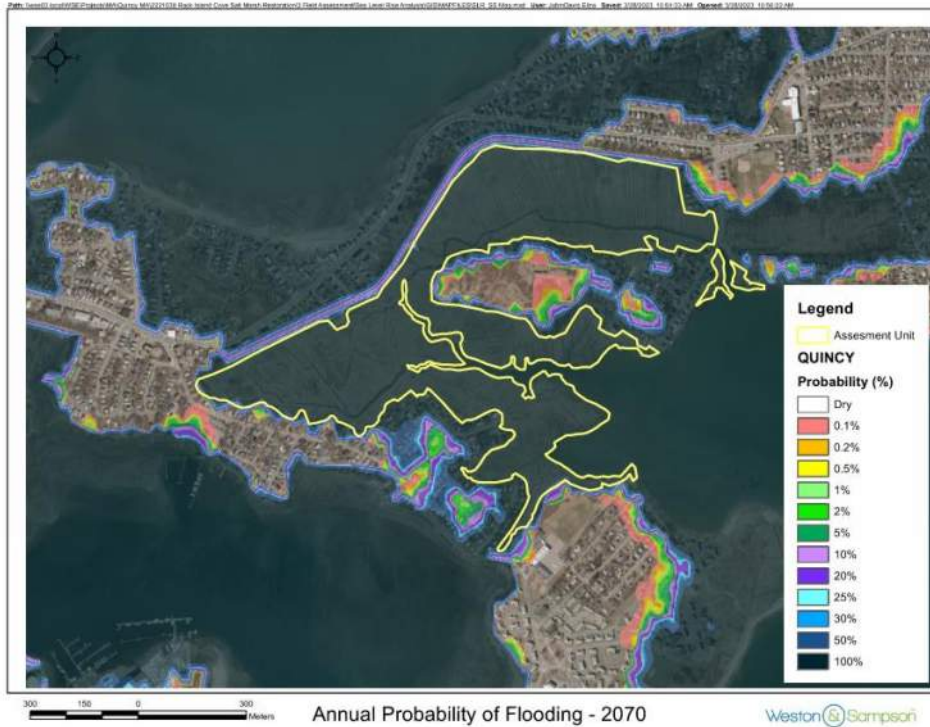 Legend
Assesment Unit
QUINCY
Probability (%)
Dry
0.1%
0.2%
0.5%
1%
2%
5%
10%
20%
25%
30%
50%
100%
300 150 0 300
Meters
Annual Probability of Flooding - 2070
Weston & Sampson